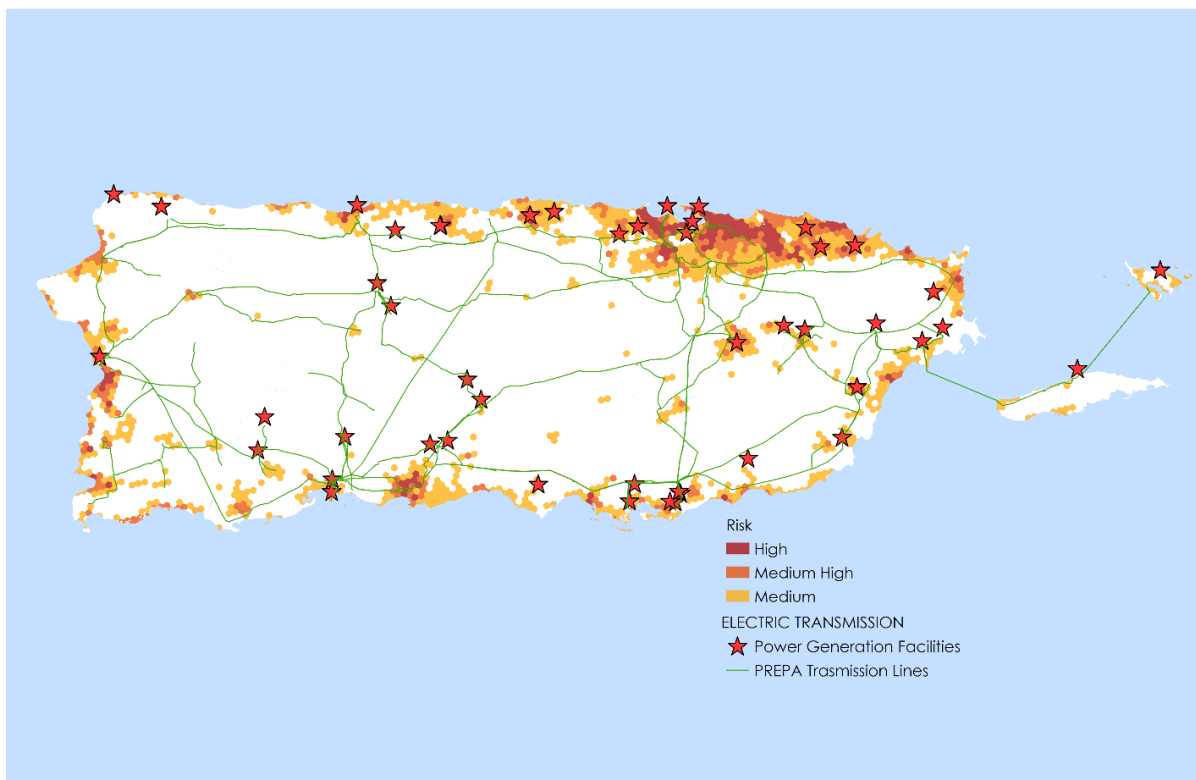 Risk
High
Medium High
Medium
ELECTRIC TRANSMISSION
Power Generation Facilities
PREPA Trasmission Lines